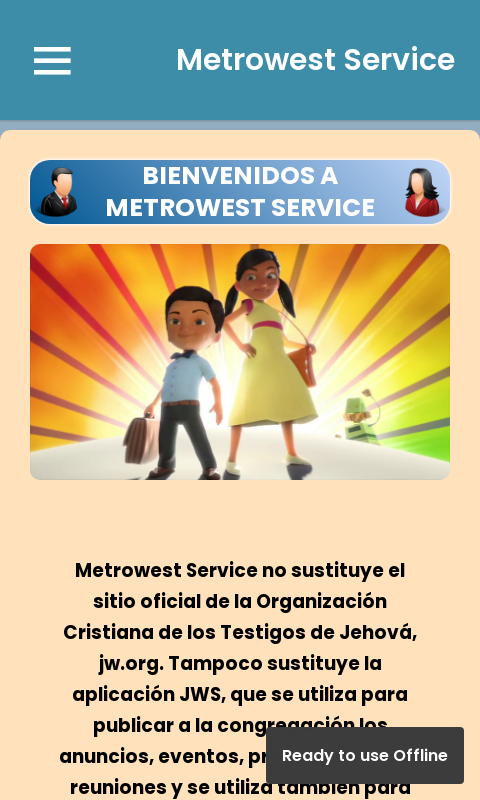 Metrowest Service
BIENVENIDOS A
METROWEST SERVICE
Metrowest Service no sustituye el
sitio oficial de la Organización
Cristiana de los Testigos de Jehová,
jw.org. Tampoco sustituye la
aplicación JWS, que se utiliza para
publicar a la congregación los
anuncios, eventos,
reuniones y se utiliza también para
Ready to use Offline